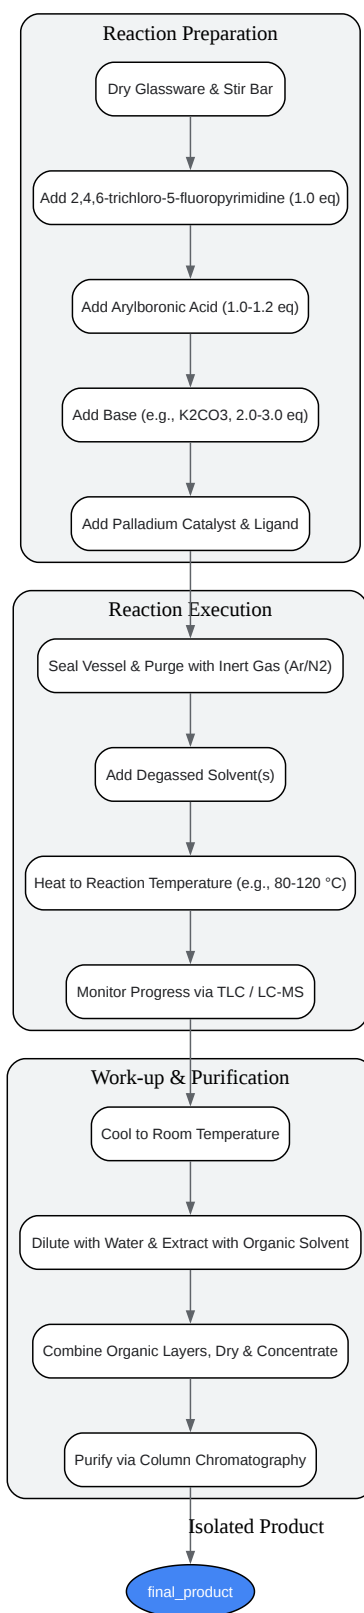 Reaction Preparation
Dry Glassware & Stir Bar
Add 2,4,6-trichloro-5-fluoropyrimidine (1.0 eq)
Add Arylboronic Acid (1.0-1.2 eq)
Add Base (e.g., K2CO3, 2.0-3.0 eq)
Add Palladium Catalyst & Ligand
Reaction Execution
Seal Vessel & Purge with Inert Gas (Ar/N2)
Add Degassed Solvent(s)
Heat to Reaction Temperature (e.g., 80-120 °C)
Monitor Progress via TLC / LC-MS
Work-up & Purification
Cool to Room Temperature
Dilute with Water & Extract with Organic Solvent
Combine Organic Layers, Dry & Concentrate
Purify via Column Chromatography
Isolated Product
final_product